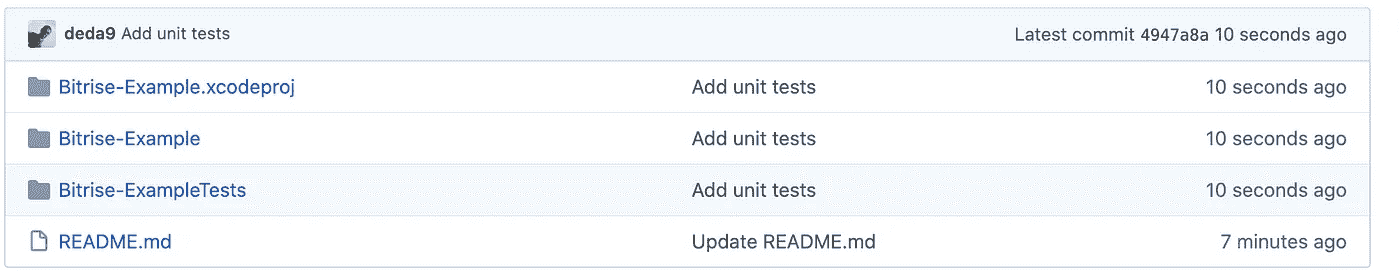 deda9 Add unit tests Latest commit 4947a8a 10 seconds ago
Bitrise-Example.xcodeproj Add unit tests 10 seconds ago
Bitrise-Example Add unit tests 10 seconds ago
Bitrise-ExampleTests Add unit tests 10 seconds ago
README.md Update README.md 7 minutes ago